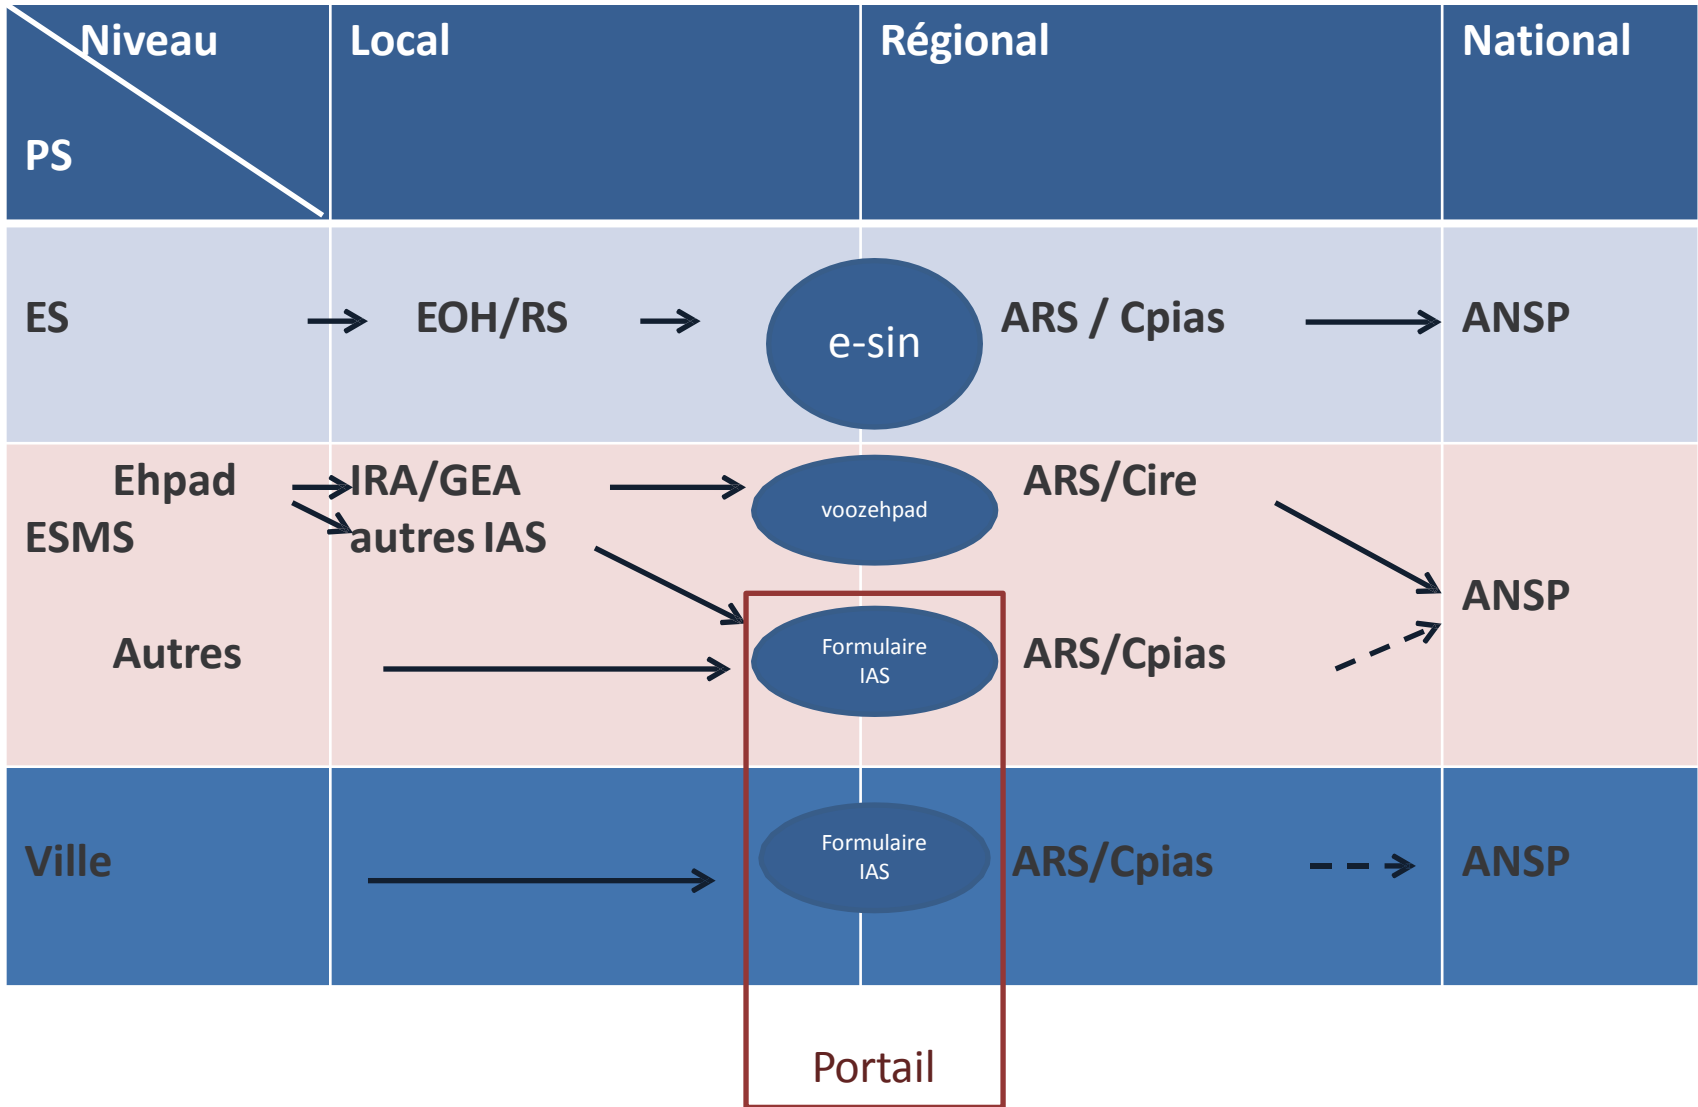 Niveau
Local
Régional
National
PS
ES
EOH/RS
e-sin
ARS / Cpias
ANSP
Ehpad
IRA/GEA
voozehpad
ARS/Cire
ESMS
autres IAS
ANSP
Autres
Formulaire
IAS
ARS/Cpias
Ville
Formulaire
IAS
ARS/Cpias
ANSP
Portail